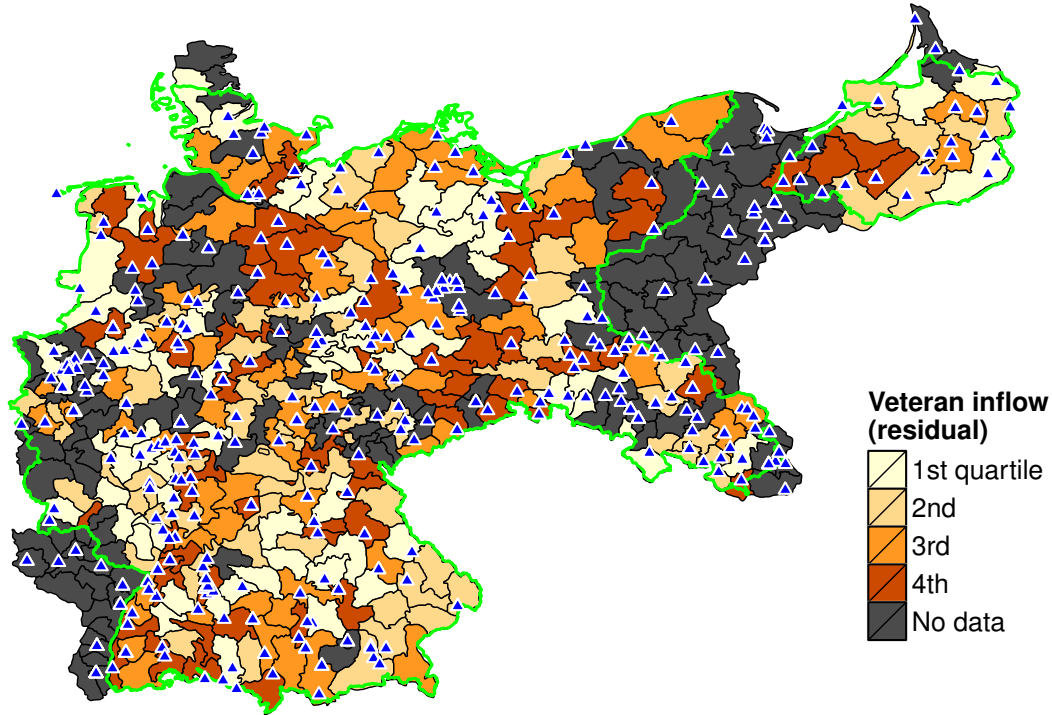 Veteran inflow
(residual)
1st quartile
2nd
3rd
4th
No data